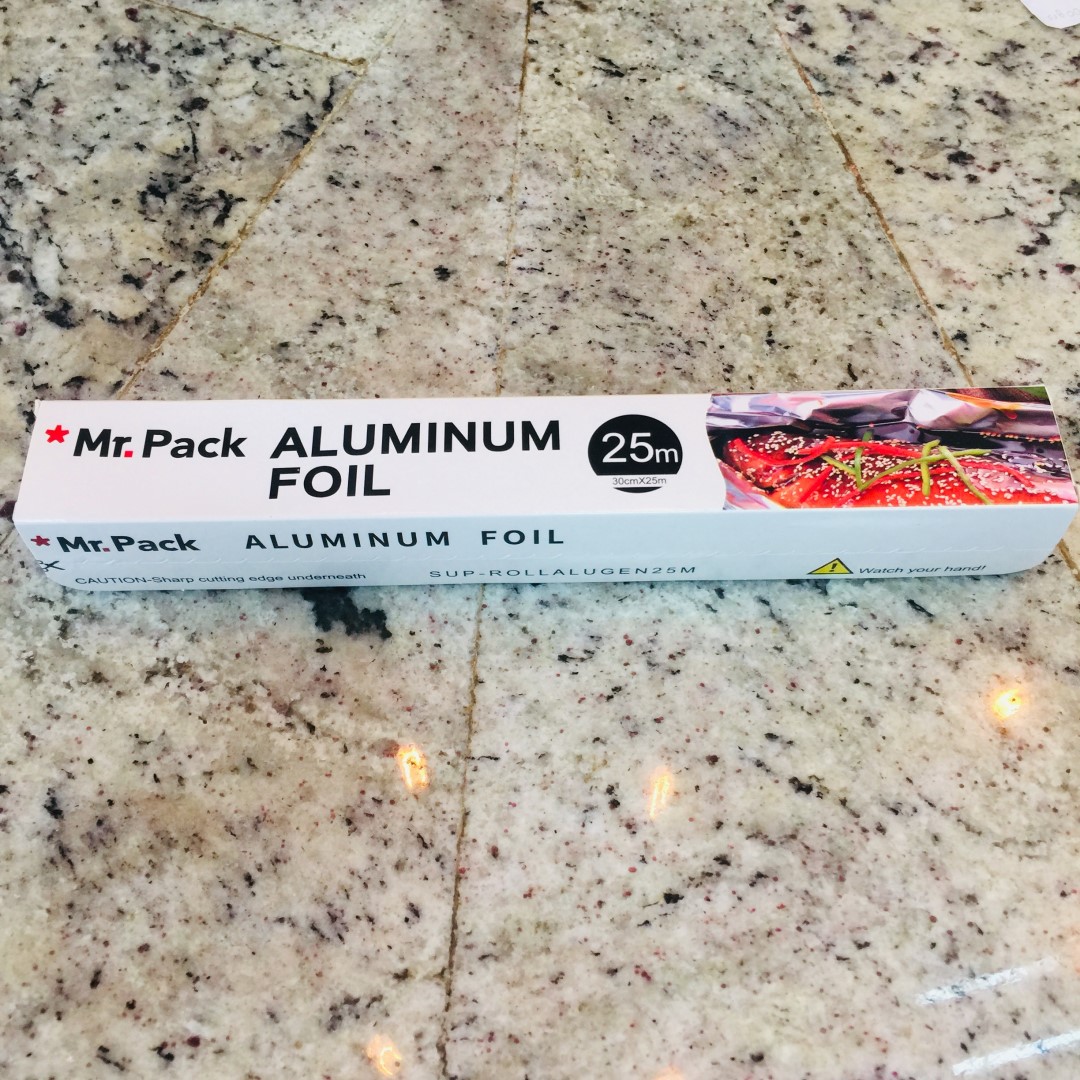 *Mr. Pack ALUMINUM
FOIL
25m
30cmX25m
*Mr. Pack ALUMINUM FOIL
CAUTION-Sharp cutting edge underneath
SUP-ROLLALUGEN25M
Watch your hand!